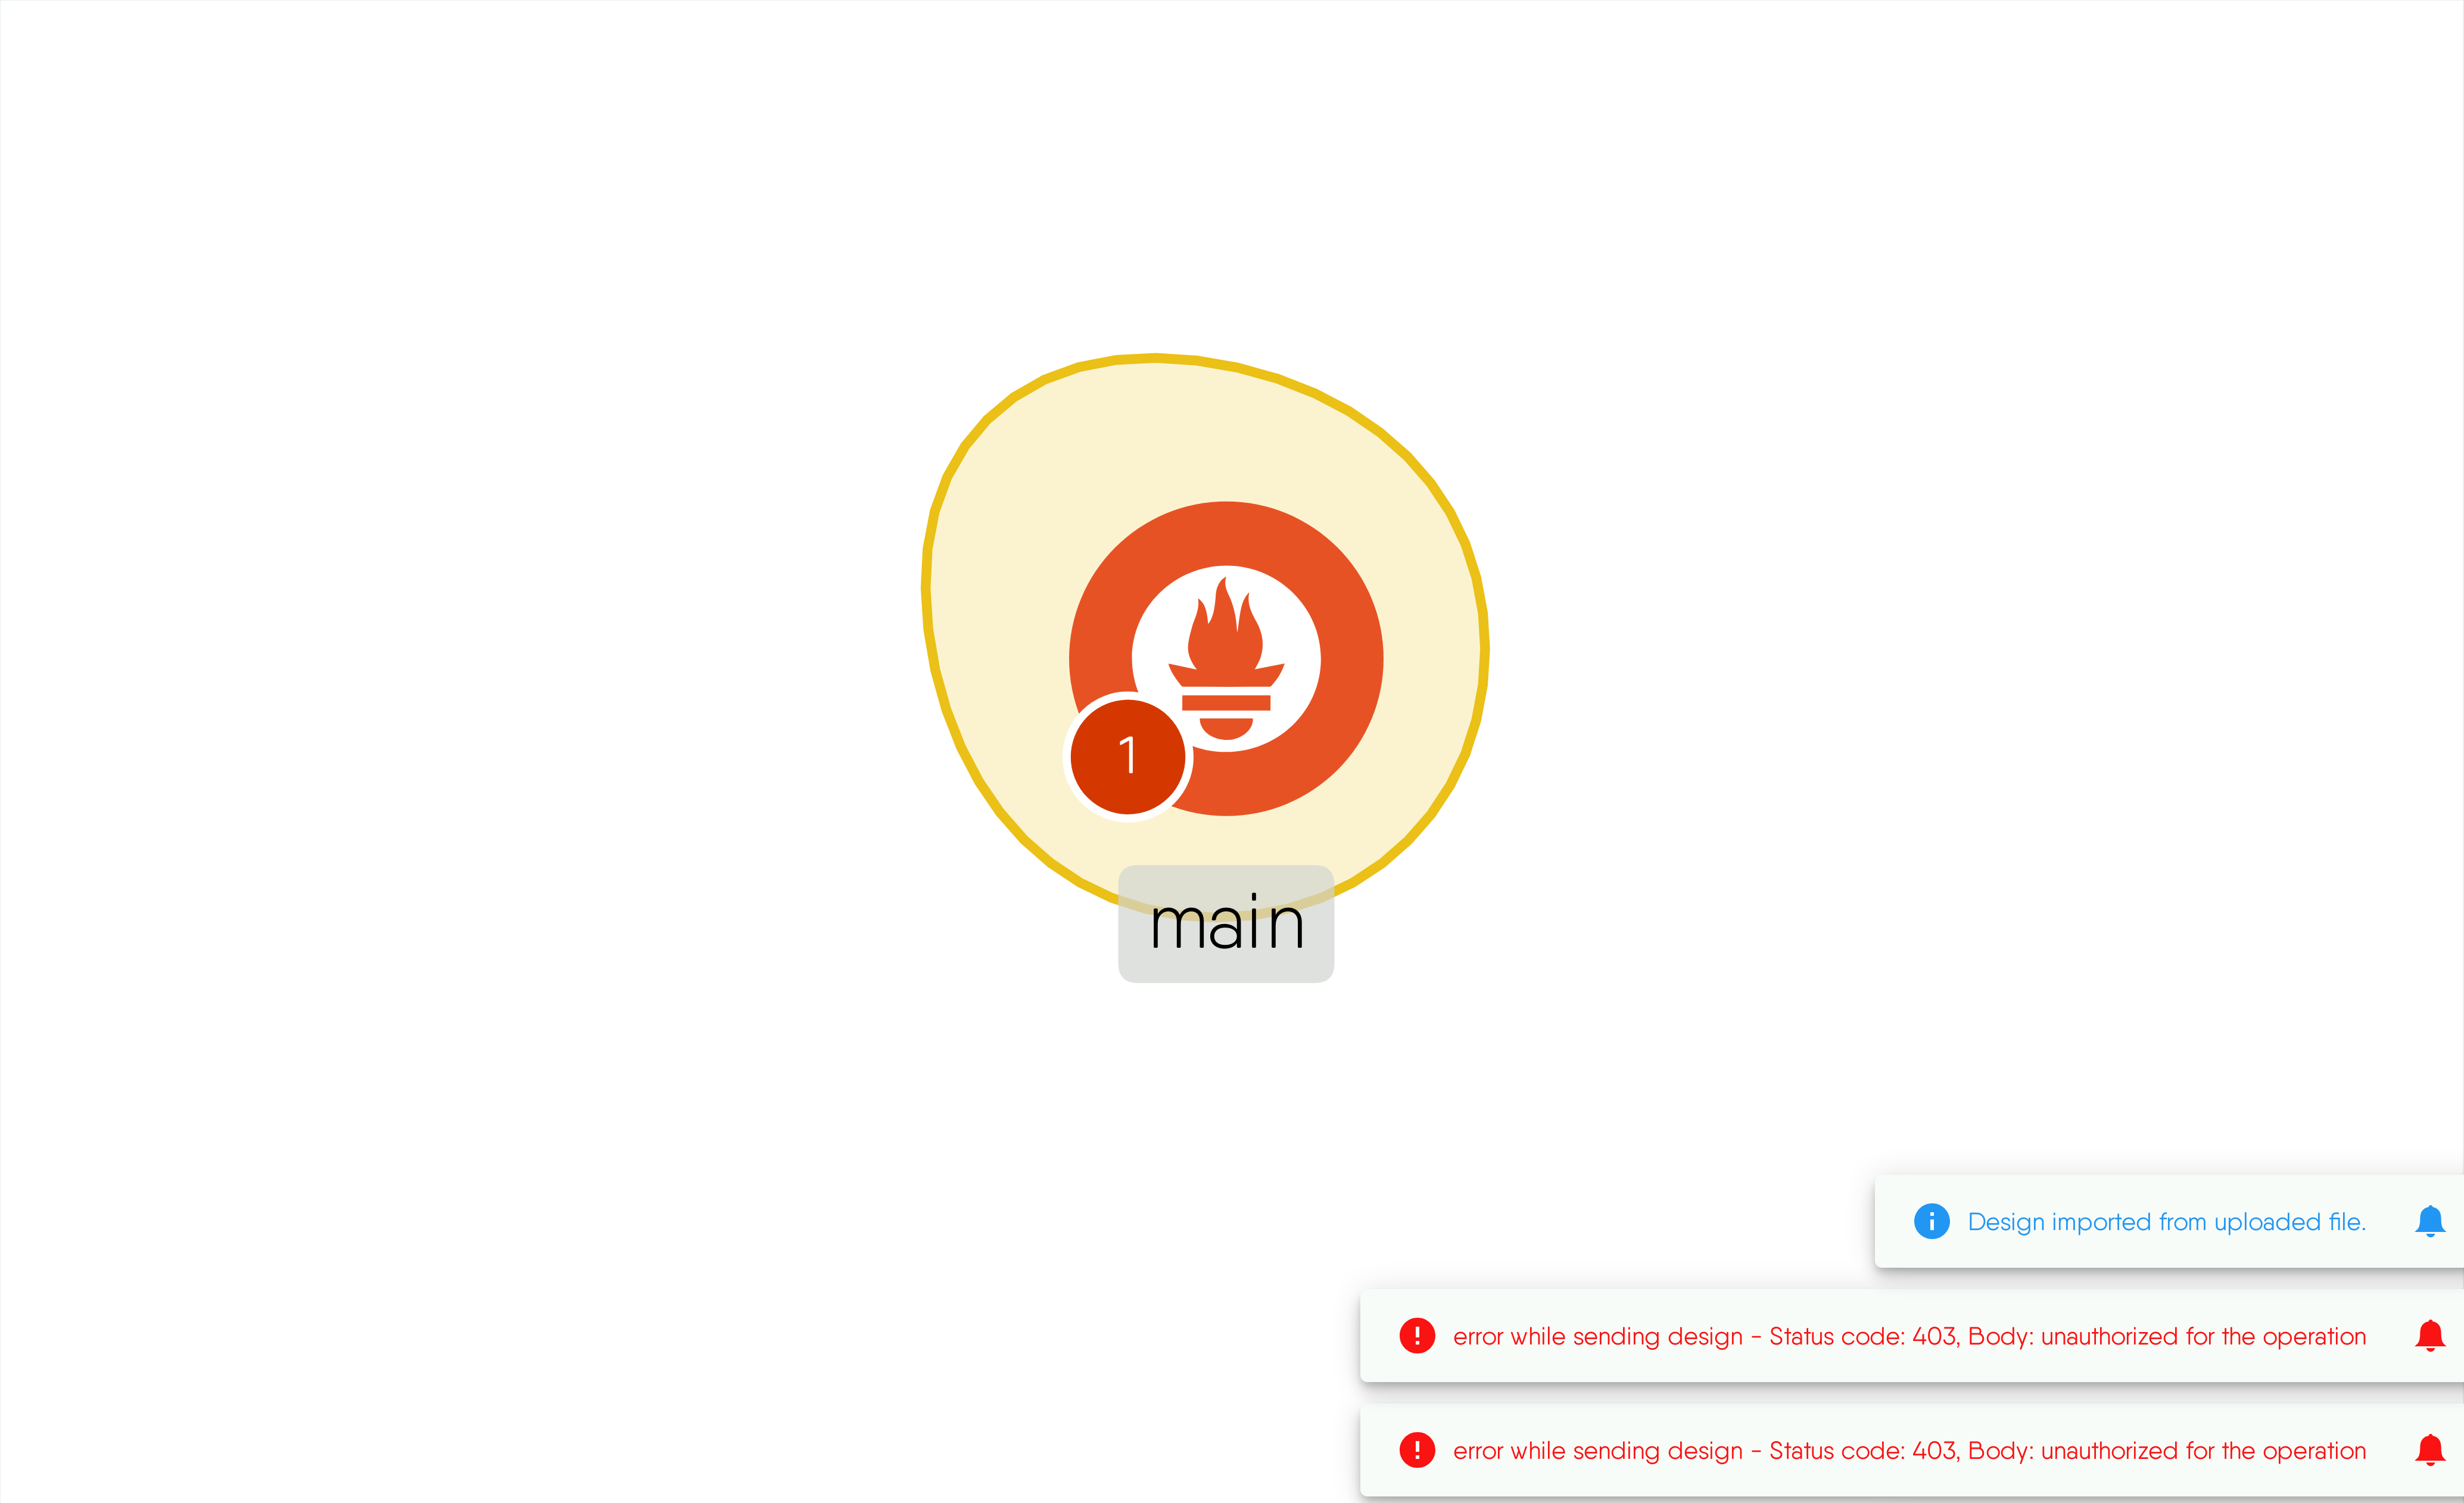 1
main
Design imported from uploaded file.
error while sending design - Status code: 403, Body: unauthorized for the operation
error while sending design - Status code: 403, Body: unauthorized for the operation